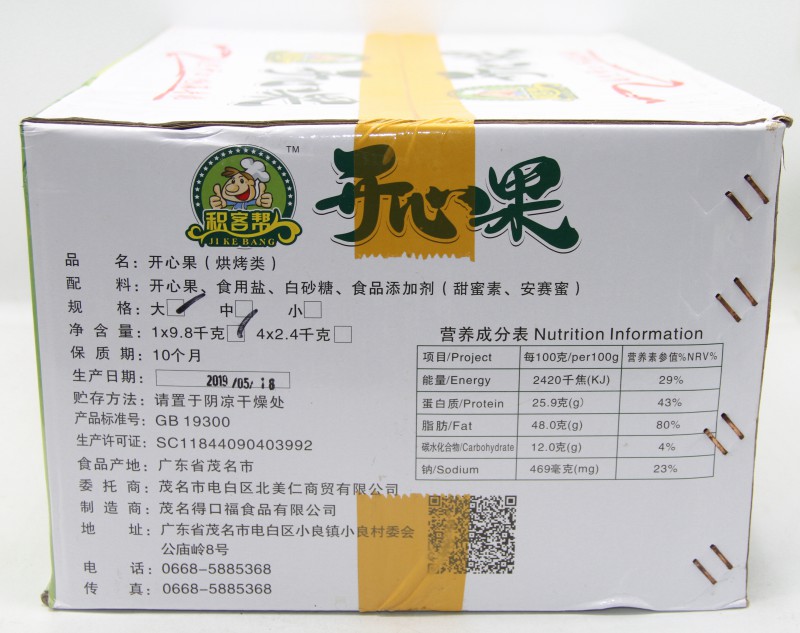 TM
积客帮
JI KE BANG
开心果
品 名：开心果（烘烤类）
配 料：开心果、食用盐、白砂糖、食品添加剂（甜蜜素、安赛蜜）
规 格：大 中 小
净 含 量：1x9.8千克 4x2.4千克
保 质 期：10个月
生产日期：2019/05/18
贮存方法：请置于阴凉干燥处
产品标准号：GB 19300
生产许可证：SC11844090403992
食品产地：广东省茂名市
委 托 商：茂名市电白区北美仁商贸有限公司
制 造 商：茂名得口福食品有限公司
地 址：广东省茂名市电白区小良镇小良村委会
公庙岭8号
电 话：0668-5885368
传 真：0668-5885368
营养成分表 Nutrition Information
项目/Project 每100克/per100g 营养素参值%NRV%
能量/Energy 2420千焦(KJ) 29%
蛋白质/Protein 25.9克(g) 43%
脂肪/Fat 48.0克(g) 80%
碳水化合物/Carbohydrate 12.0克(g) 4%
钠/Sodium 469毫克(mg) 23%